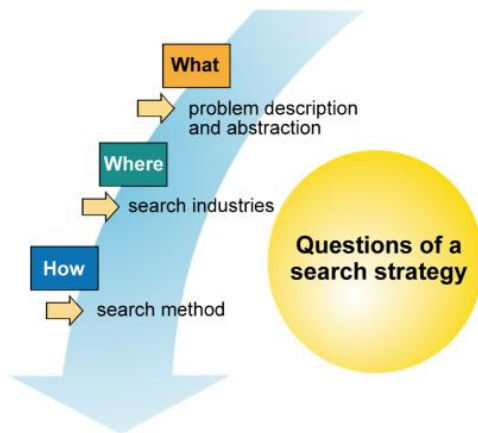 What
problem description
and abstraction
Where
search industries
How
search method
Questions of a
search strategy